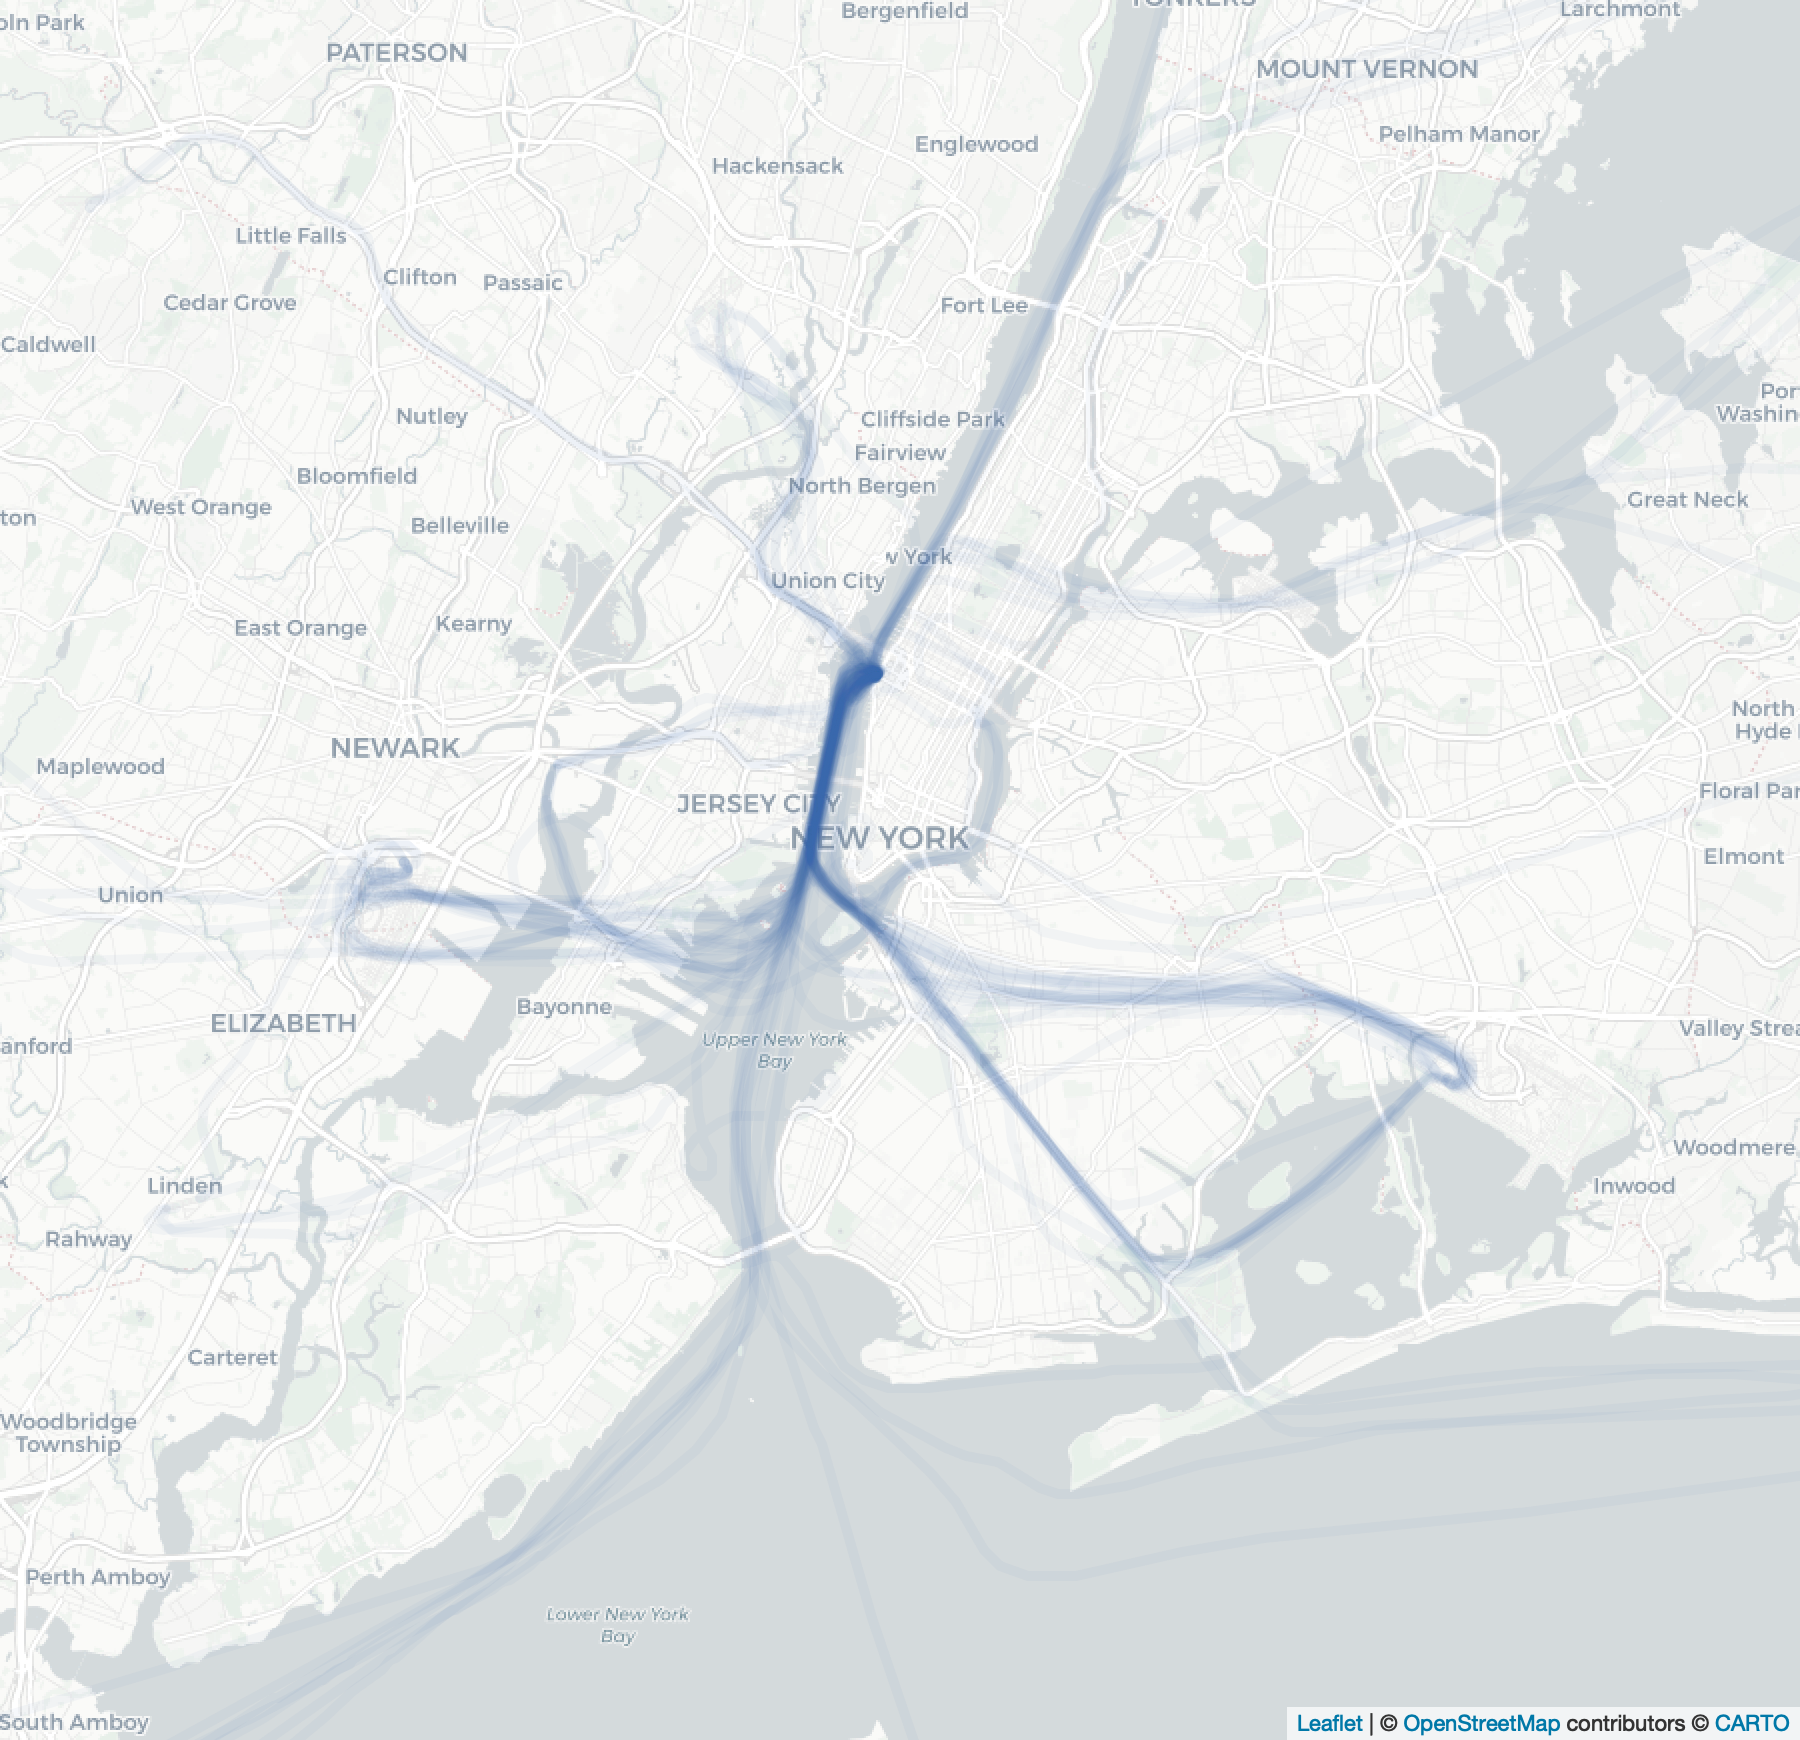 oln Park
Bergenfield
YONKERS
Larchmont
PATERSON
MOUNT VERNON
Pelham Manor
Englewood
Hackensack
Little Falls
Clifton
Passaic
Cedar Grove
Fort Lee
Caldwell
Nutley
Cliffside Park
Por
Washin
Fairview
Bloomfield
North Bergen
West Orange
Great Neck
ton
Belleville
w York
Union City
East Orange
Kearny
North
Hyde
NEWARK
Maplewood
JERSEY CITY
Floral Par
NEW YORK
Elmont
Union
Bayonne
ELIZABETH
Valley Strea
anford
Upper New York
Bay
Woodmere
k
Linden
Inwood
Rahway
Carteret
Woodbridge
Township
Perth Amboy
Lower New York
Bay
South Amboy
Leaflet | © OpenStreetMap contributors © CARTO